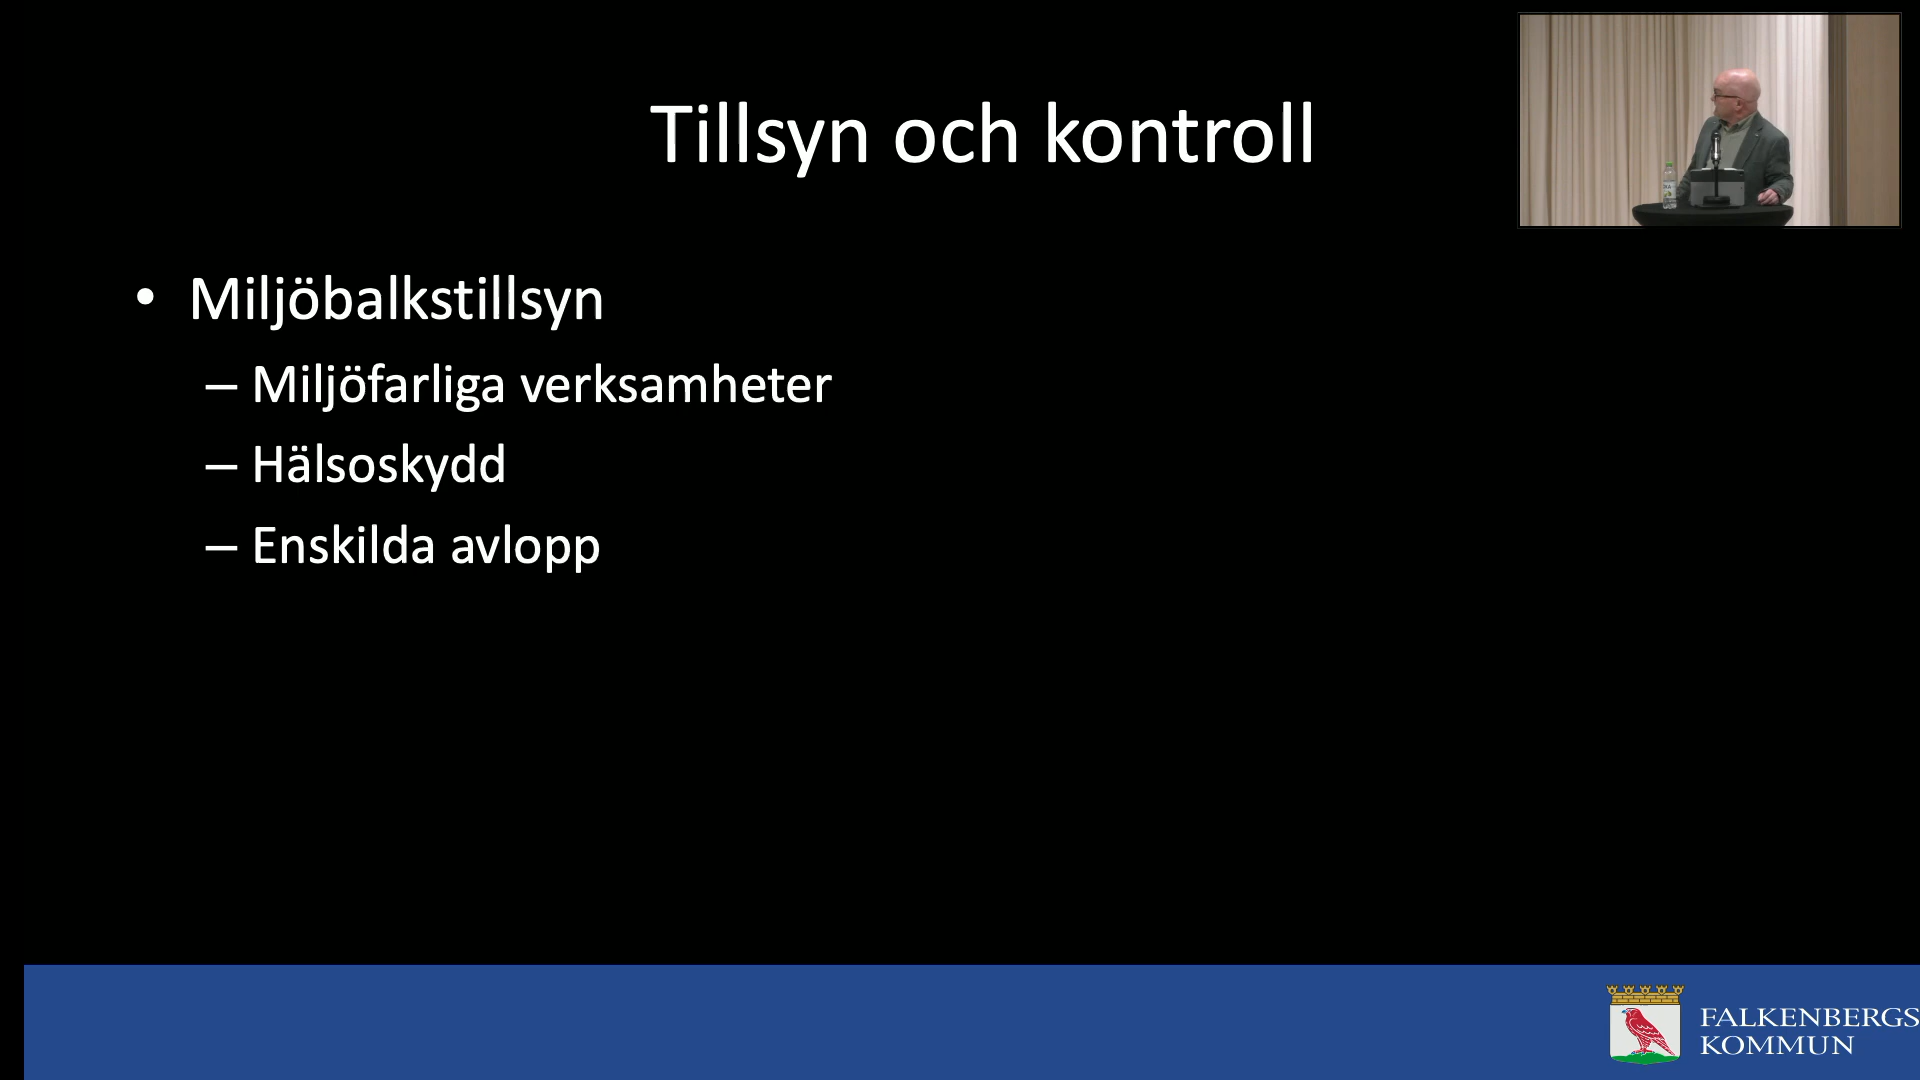 Tillsyn och kontroll
• Miljöbalkstillsyn
– Miljöfarliga verksamheter
– Hälsoskydd
– Enskilda avlopp
FALKENBERGS
KOMMUN